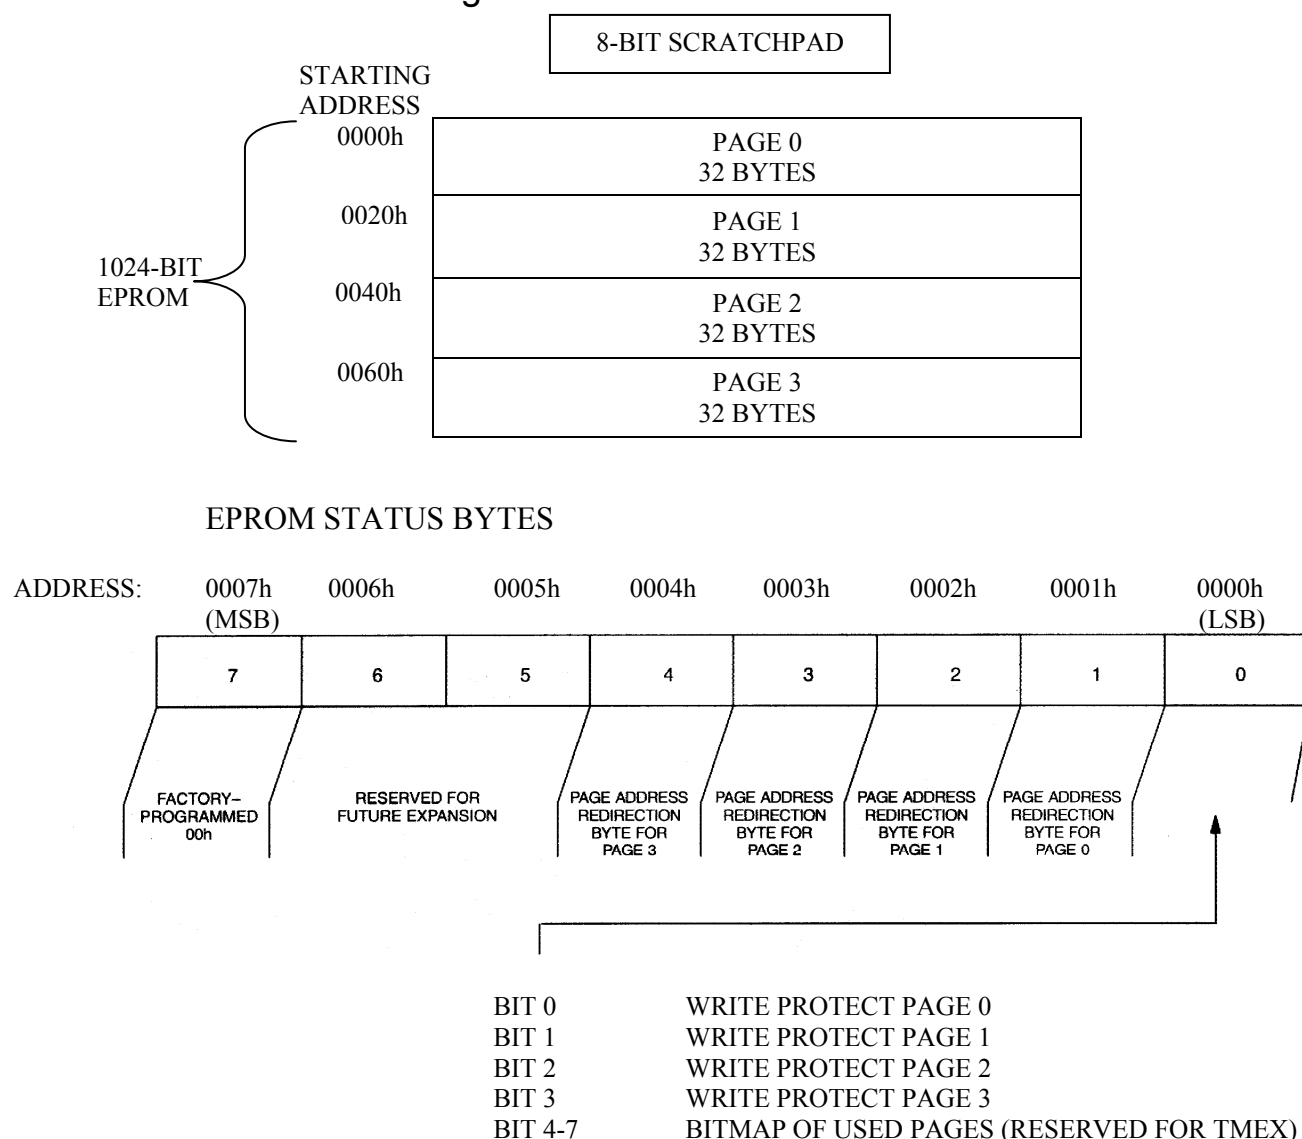 8-BIT SCRATCHPAD
STARTING
ADDRESS
0000h
PAGE 0
32 BYTES
0020h
PAGE 1
32 BYTES
1024-BIT
EPROM
0040h
PAGE 2
32 BYTES
0060h
PAGE 3
32 BYTES
EPROM STATUS BYTES
ADDRESS: 0007h 0006h 0005h 0004h 0003h 0002h 0001h 0000h
(MSB) (LSB)
7 6 5 4 3 2 1 0
FACTORY–
PROGRAMMED
00h
RESERVED FOR
FUTURE EXPANSION
PAGE ADDRESS
REDIRECTION
BYTE FOR
PAGE 3
PAGE ADDRESS
REDIRECTION
BYTE FOR
PAGE 2
PAGE ADDRESS
REDIRECTION
BYTE FOR
PAGE 1
PAGE ADDRESS
REDIRECTION
BYTE FOR
PAGE 0
BIT 0 WRITE PROTECT PAGE 0
BIT 1 WRITE PROTECT PAGE 1
BIT 2 WRITE PROTECT PAGE 2
BIT 3 WRITE PROTECT PAGE 3
BIT 4-7 BITMAP OF USED PAGES (RESERVED FOR TMEX)